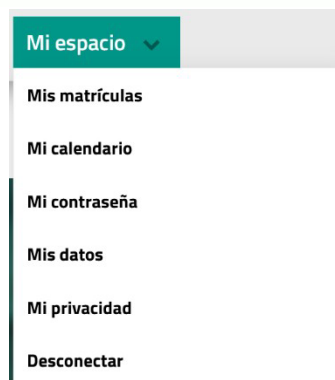 Mi espacio
Mis matrículas
Mi calendario
Mi contraseña
Mis datos
Mi privacidad
Desconectar